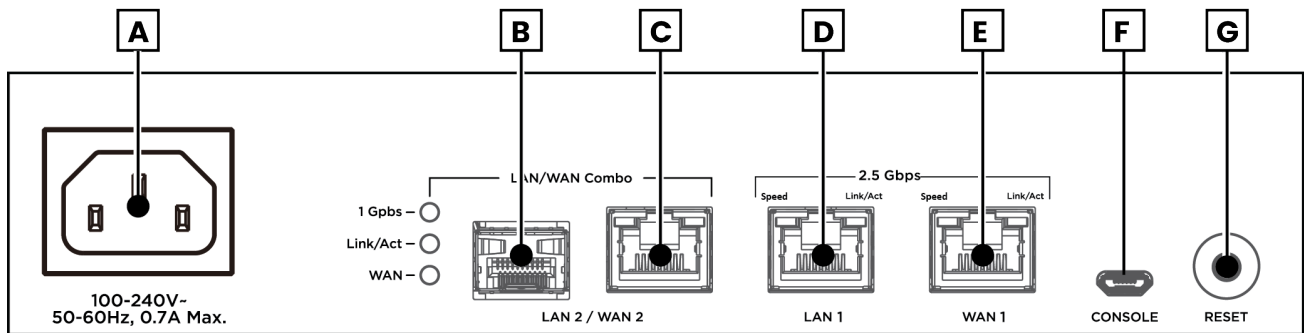 A
B
C
D
E
F
G
LAN/WAN Combo
2.5 Gbps
Speed
Link/Act
Speed
Link/Act
1 Gpbs
Link/Act
WAN
100-240V~
50-60Hz, 0.7A Max.
LAN 2 / WAN 2
LAN 1
WAN 1
CONSOLE
RESET